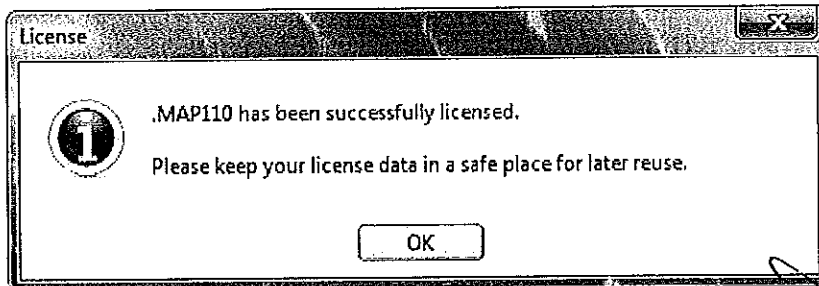 License
.MAP110 has been successfully licensed.
Please keep your license data in a safe place for later reuse.
OK